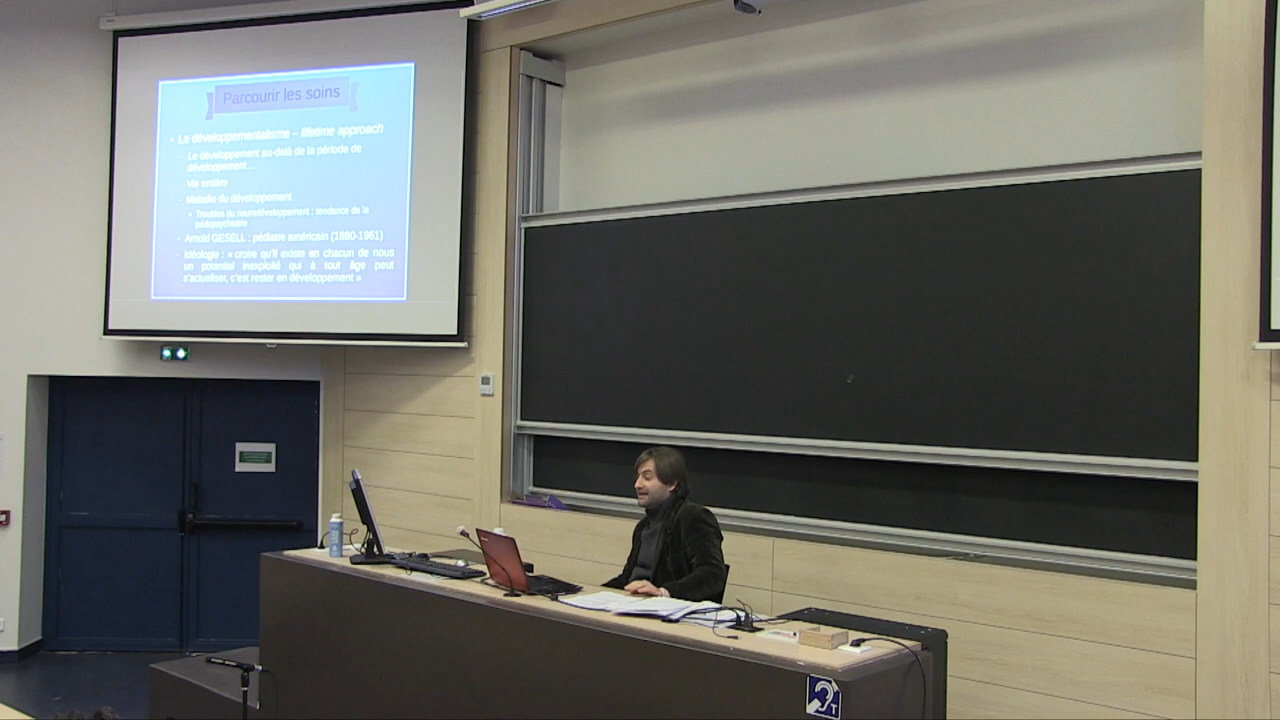 Parcourir les soins
Le développementalisme – lifetime approach
Le développement au-delà de la période de
développement…
Vie entière
Maladie du développement
Troubles du neurodéveloppement : tendance de la
pédopsychiatrie
Arnold GESELL : pédiatre américain (1880-1961)
Idéologie : « croire qu'il existe en chacun de nous
un potentiel inexploité qui à tout âge peut
s'actualiser, c'est rester en développement »
T